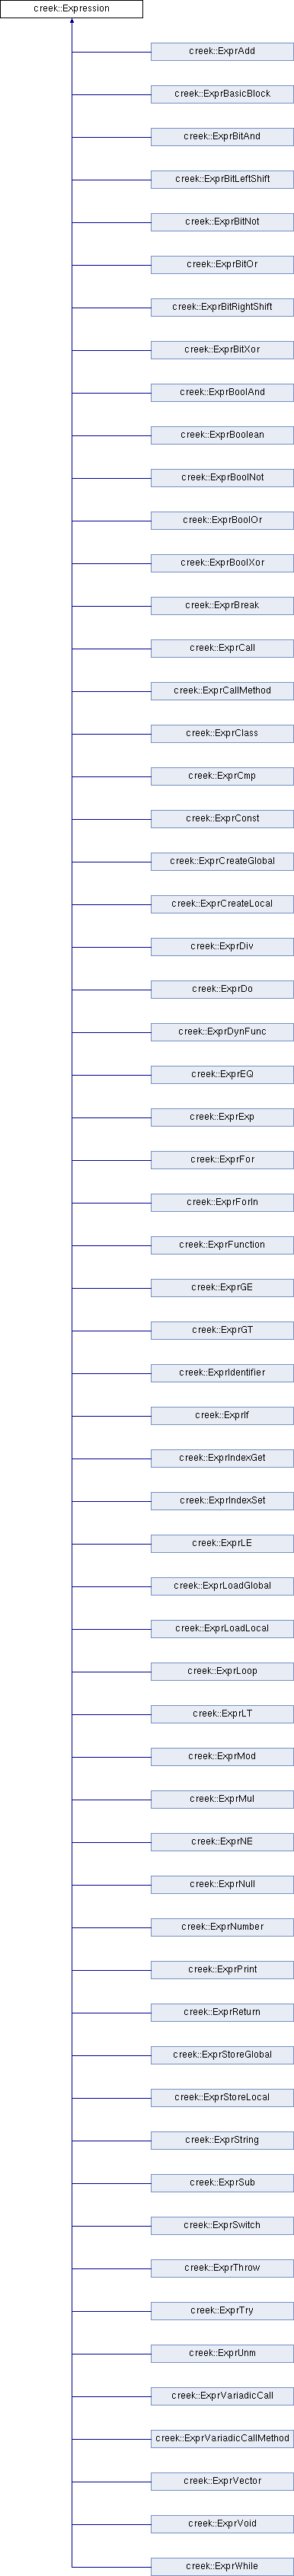 creek::Expression
creek::ExprAdd
creek::ExprBasicBlock
creek::ExprBitAnd
creek::ExprBitLeftShift
creek::ExprBitNot
creek::ExprBitOr
creek::ExprBitRightShift
creek::ExprBitXor
creek::ExprBoolAnd
creek::ExprBoolean
creek::ExprBoolNot
creek::ExprBoolOr
creek::ExprBoolXor
creek::ExprBreak
creek::ExprCall
creek::ExprCallMethod
creek::ExprClass
creek::ExprCmp
creek::ExprConst
creek::ExprCreateGlobal
creek::ExprCreateLocal
creek::ExprDiv
creek::ExprDo
creek::ExprDynFunc
creek::ExprEQ
creek::ExprExp
creek::ExprFor
creek::ExprForIn
creek::ExprFunction
creek::ExprGE
creek::ExprGT
creek::ExprIdentifier
creek::ExprIf
creek::ExprIndexGet
creek::ExprIndexSet
creek::ExprLE
creek::ExprLoadGlobal
creek::ExprLoadLocal
creek::ExprLoop
creek::ExprLT
creek::ExprMod
creek::ExprMul
creek::ExprNE
creek::ExprNull
creek::ExprNumber
creek::ExprPrint
creek::ExprReturn
creek::ExprStoreGlobal
creek::ExprStoreLocal
creek::ExprString
creek::ExprSub
creek::ExprSwitch
creek::ExprThrow
creek::ExprTry
creek::ExprUnm
creek::ExprVariadicCall
creek::ExprVariadicCallMethod
creek::ExprVector
creek::ExprVoid
creek::ExprWhile